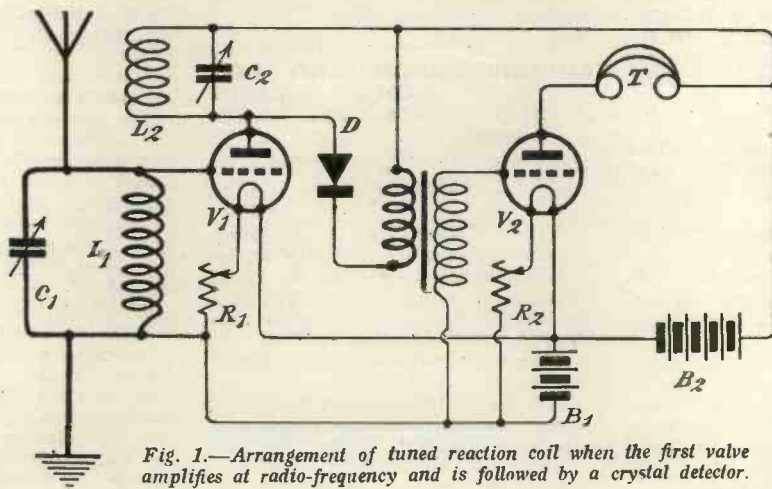 C2
L2
D
T
V1
V2
L1
C1
R1
R2
B1
B2
Fig. 1.—Arrangement of tuned reaction coil when the first valve
amplifies at radio-frequency and is followed by a crystal detector.